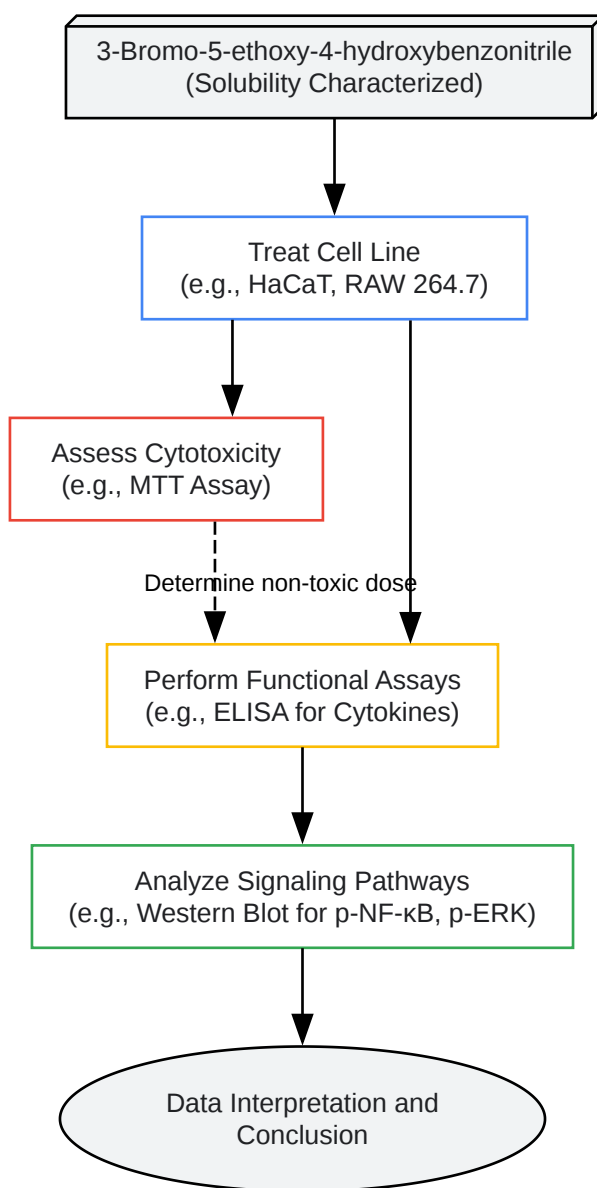 3-Bromo-5-ethoxy-4-hydroxybenzonitrile
(Solubility Characterized)
Treat Cell Line
(e.g., HaCaT, RAW 264.7)
Assess Cytotoxicity
(e.g., MTT Assay)
Determine non-toxic dose
Perform Functional Assays
(e.g., ELISA for Cytokines)
Analyze Signaling Pathways
(e.g., Western Blot for p-NF-κB, p-ERK)
Data Interpretation and
Conclusion